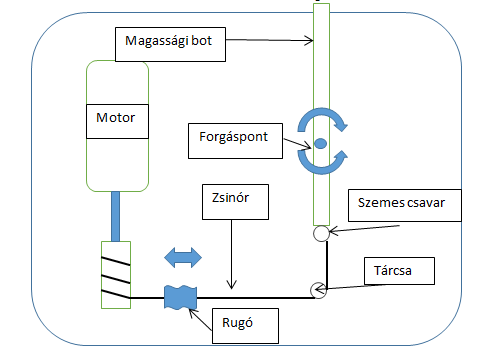 Magassági bot
Motor
Forgáspont
Zsinór
Szemes csavar
Tárcsa
Rugó